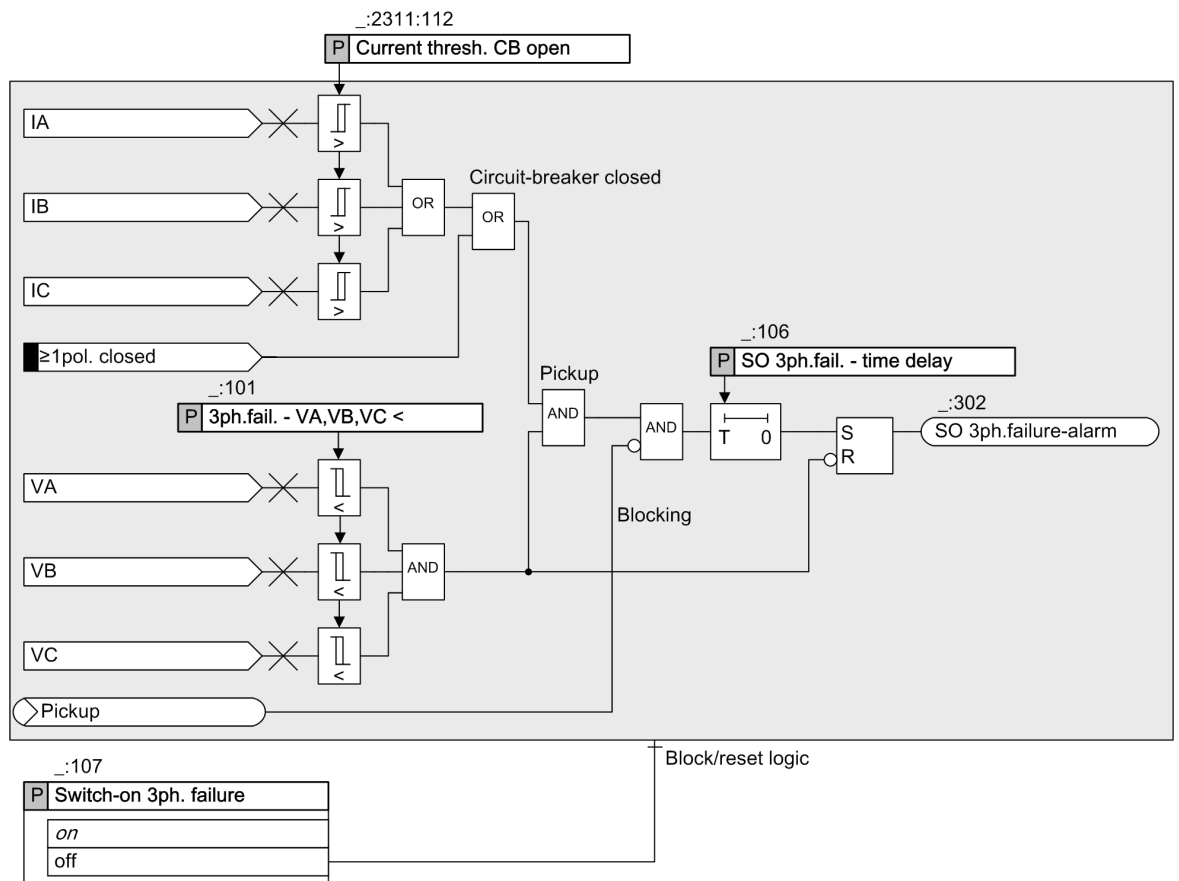 _:2311:112
P Current thresh. CB open
IA
>
IB
>
IC
>
OR
Circuit-breaker closed
OR
≥1pol. closed
_:101
P 3ph.fail. - VA,VB,VC <
Pickup
AND
AND
_:106
P SO 3ph.fail. - time delay
T 0
S
R
_:302
SO 3ph.failure-alarm
VA
<
VB
<
VC
<
AND
Blocking
Pickup
Block/reset logic
_:107
P Switch-on 3ph. failure
on
off